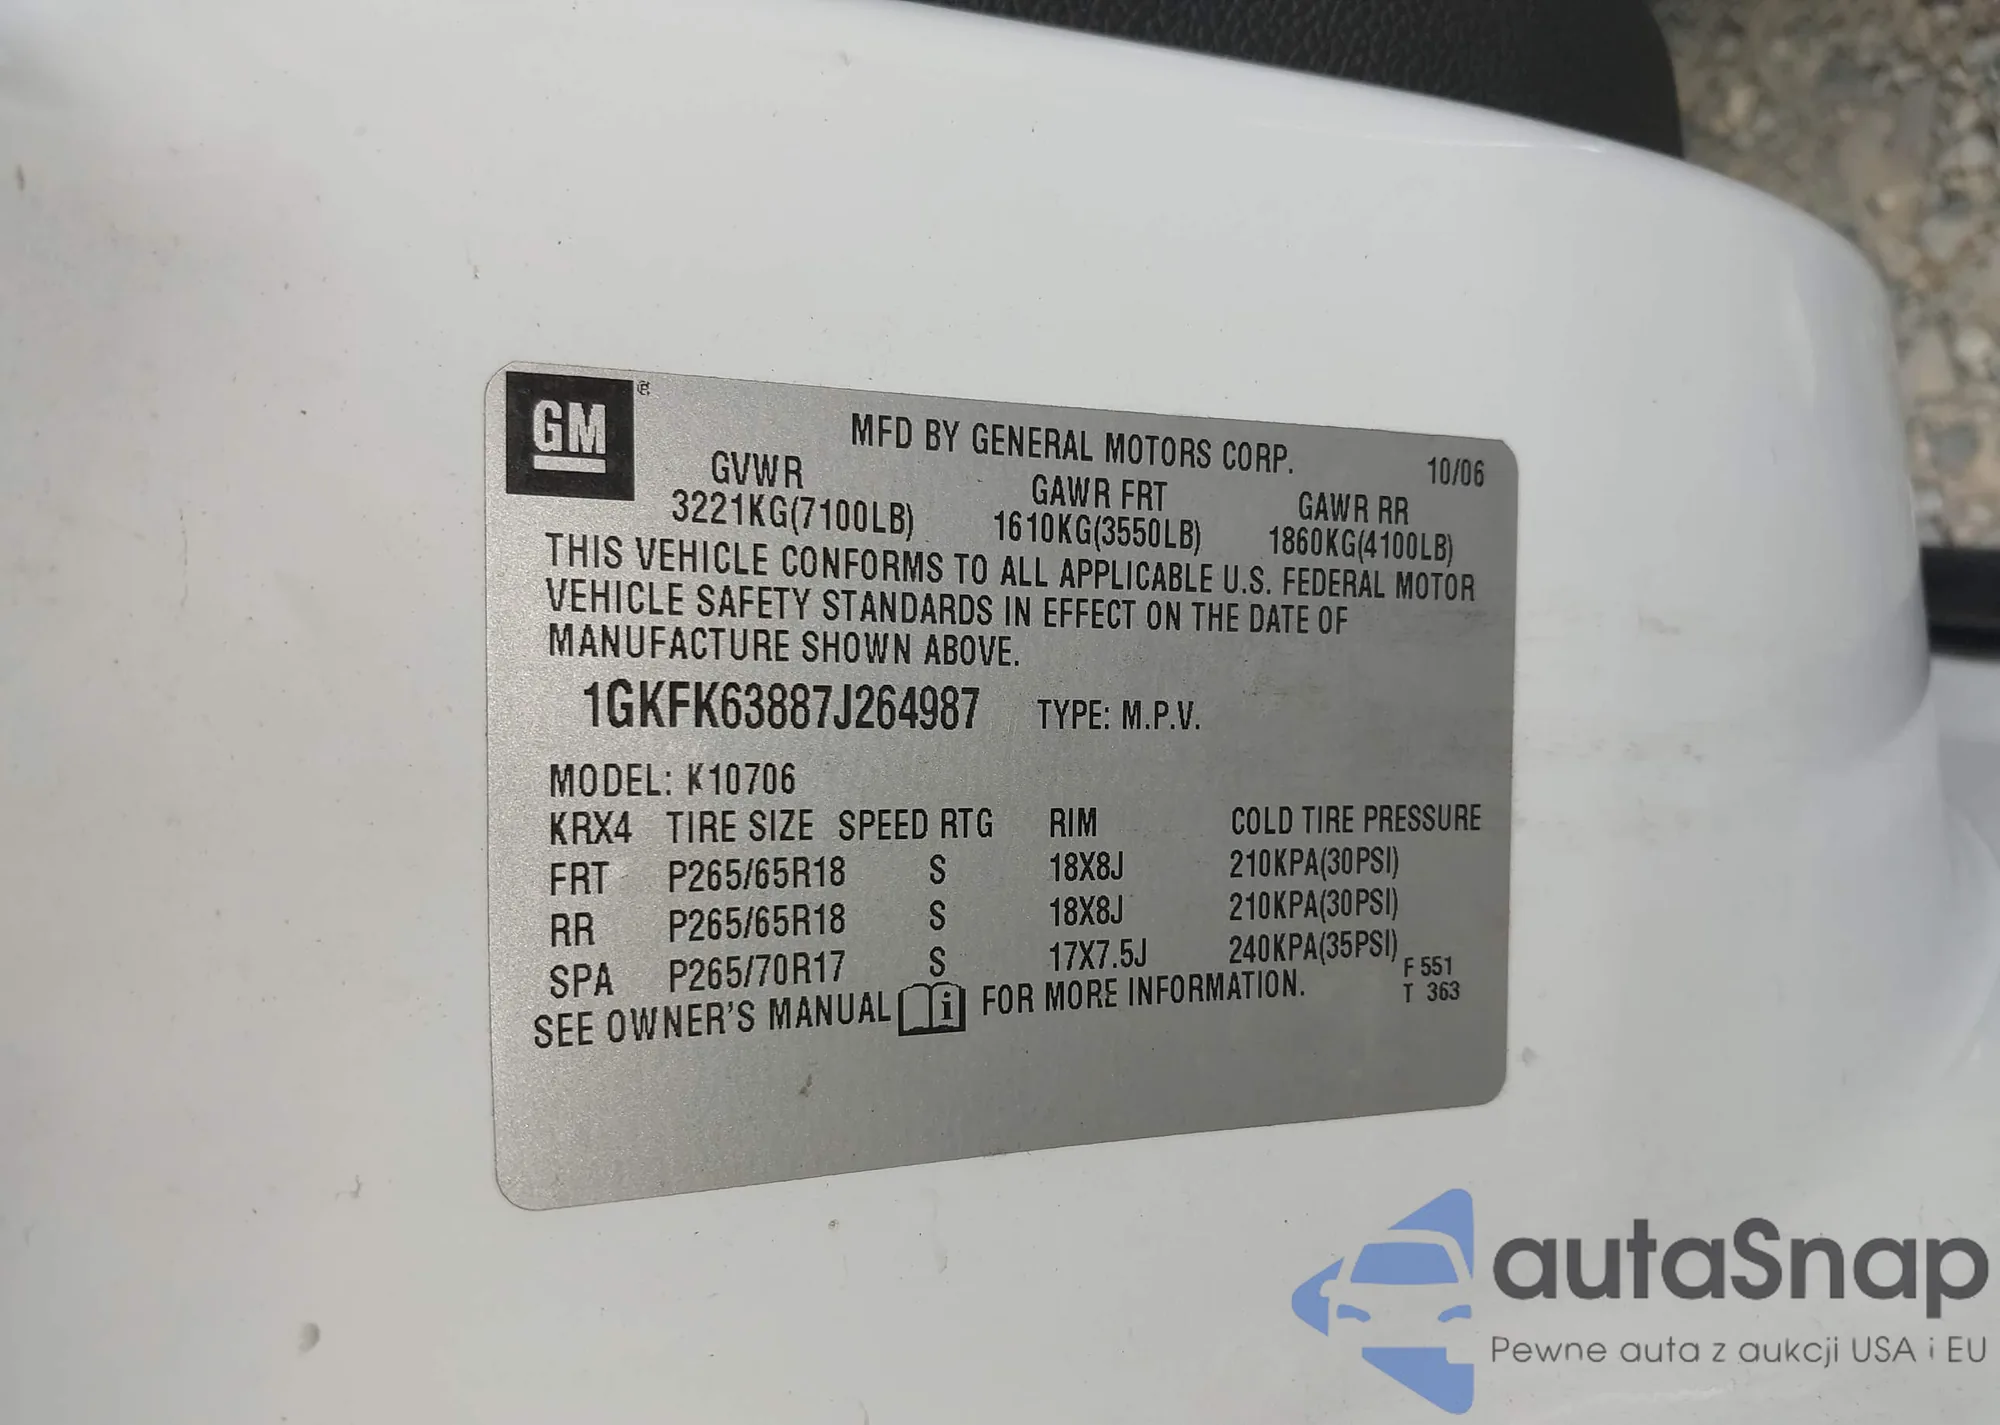 GM ®
MFD BY GENERAL MOTORS CORP. 10/06
GVWR GAWR FRT GAWR RR
3221KG(7100LB) 1610KG(3550LB) 1860KG(4100LB)
THIS VEHICLE CONFORMS TO ALL APPLICABLE U.S. FEDERAL MOTOR
VEHICLE SAFETY STANDARDS IN EFFECT ON THE DATE OF
MANUFACTURE SHOWN ABOVE.
1GKFK63887J264987 TYPE: M.P.V.
MODEL: K10706
KRX4 TIRE SIZE SPEED RTG RIM COLD TIRE PRESSURE
FRT P265/65R18 S 18X8J 210KPA(30PSI)
RR P265/65R18 S 18X8J 210KPA(30PSI)
SPA P265/70R17 S 17X7.5J 240KPA(35PSI)
F 551
SEE OWNER'S MANUAL i FOR MORE INFORMATION. T 363
autaSnap
Pewne auta z aukcji USA i EU